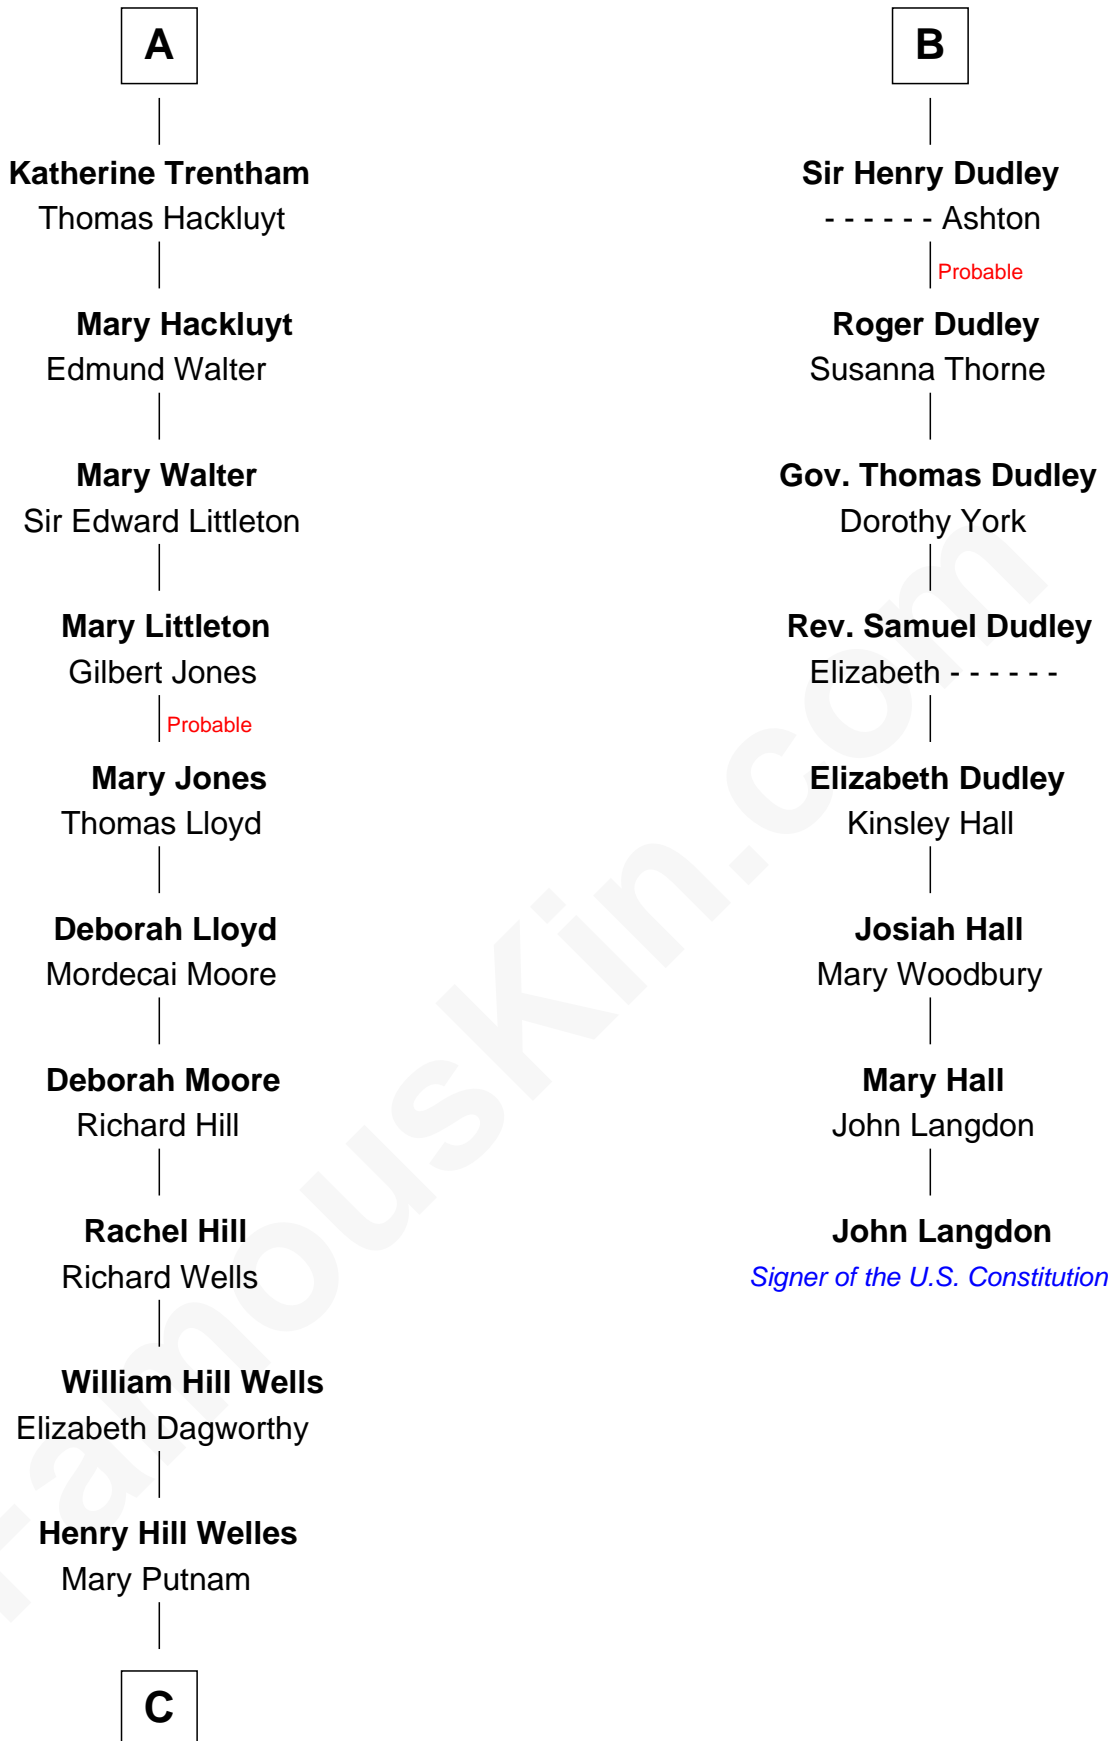 A
Katherine Trentham
Thomas Hackluyt
Mary Hackluyt
Edmund Walter
Mary Walter
Sir Edward Littleton
Mary Littleton
Gilbert Jones
Probable
Mary Jones
Thomas Lloyd
Deborah Lloyd
Mordecai Moore
Deborah Moore
Richard Hill
Rachel Hill
Richard Wells
William Hill Wells
Elizabeth Dagworthy
Henry Hill Welles
Mary Putnam
C
B
Sir Henry Dudley
- - - - - - Ashton
Probable
Roger Dudley
Susanna Thorne
Gov. Thomas Dudley
Dorothy York
Rev. Samuel Dudley
Elizabeth - - - - - -
Elizabeth Dudley
Kinsley Hall
Josiah Hall
Mary Woodbury
Mary Hall
John Langdon
John Langdon
Signer of the U.S. Constitution
FamousKin.com